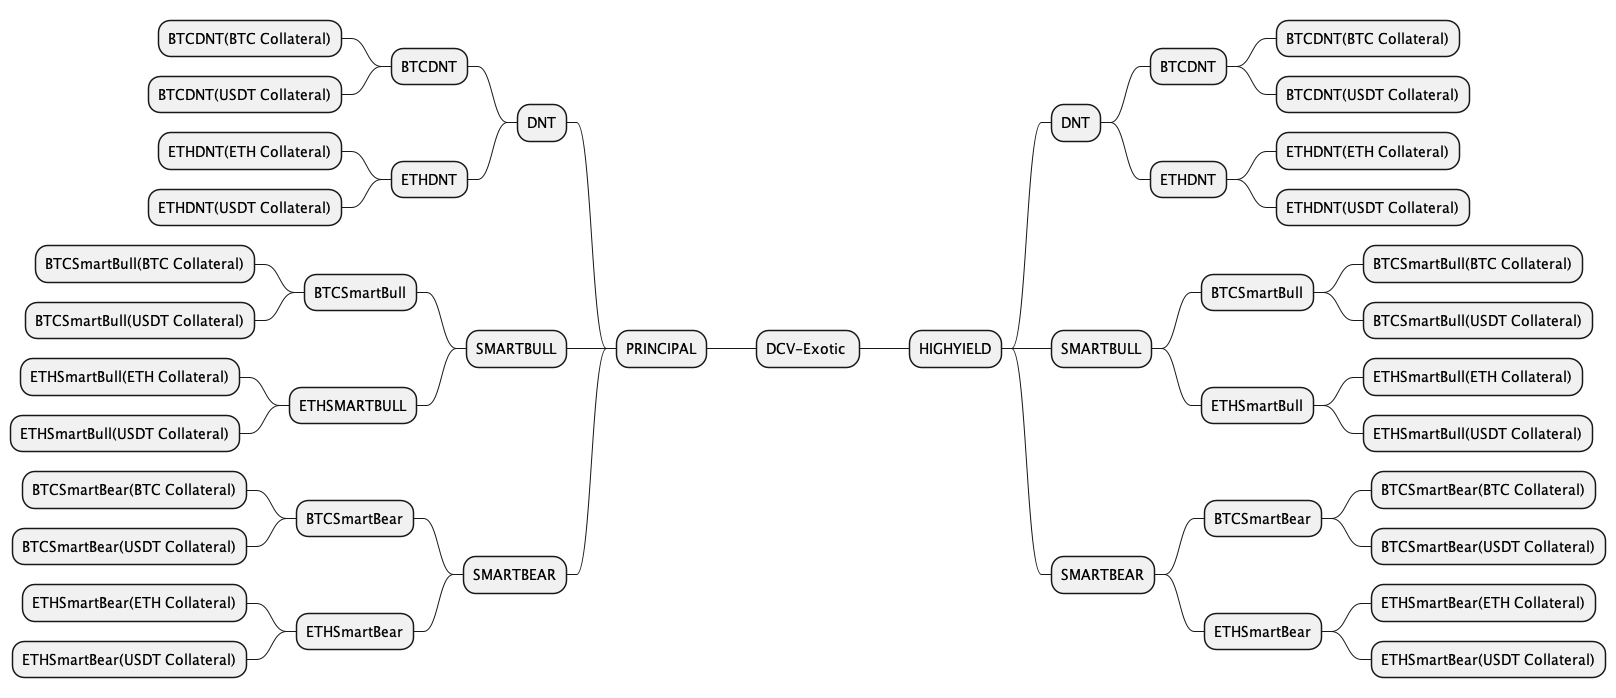 BTCDNT(BTC Collateral)
BTCDNT
BTCDNT(USDT Collateral)
DNT
ETHDNT(ETH Collateral)
ETHDNT
ETHDNT(USDT Collateral)
BTCSmartBull(BTC Collateral)
BTCSmartBull
BTCSmartBull(USDT Collateral)
SMARTBULL
ETHSmartBull(ETH Collateral)
ETHSMARTBULL
ETHSmartBull(USDT Collateral)
BTCSmartBear(BTC Collateral)
BTCSmartBear
BTCSmartBear(USDT Collateral)
SMARTBEAR
ETHSmartBear(ETH Collateral)
ETHSmartBear
ETHSmartBear(USDT Collateral)
PRINCIPAL
DCV-Exotic
HIGHYIELD
DNT
BTCDNT
BTCDNT(BTC Collateral)
BTCDNT(USDT Collateral)
ETHDNT
ETHDNT(ETH Collateral)
ETHDNT(USDT Collateral)
SMARTBULL
BTCSmartBull
BTCSmartBull(BTC Collateral)
BTCSmartBull(USDT Collateral)
ETHSmartBull
ETHSmartBull(ETH Collateral)
ETHSmartBull(USDT Collateral)
SMARTBEAR
BTCSmartBear
BTCSmartBear(BTC Collateral)
BTCSmartBear(USDT Collateral)
ETHSmartBear
ETHSmartBear(ETH Collateral)
ETHSmartBear(USDT Collateral)